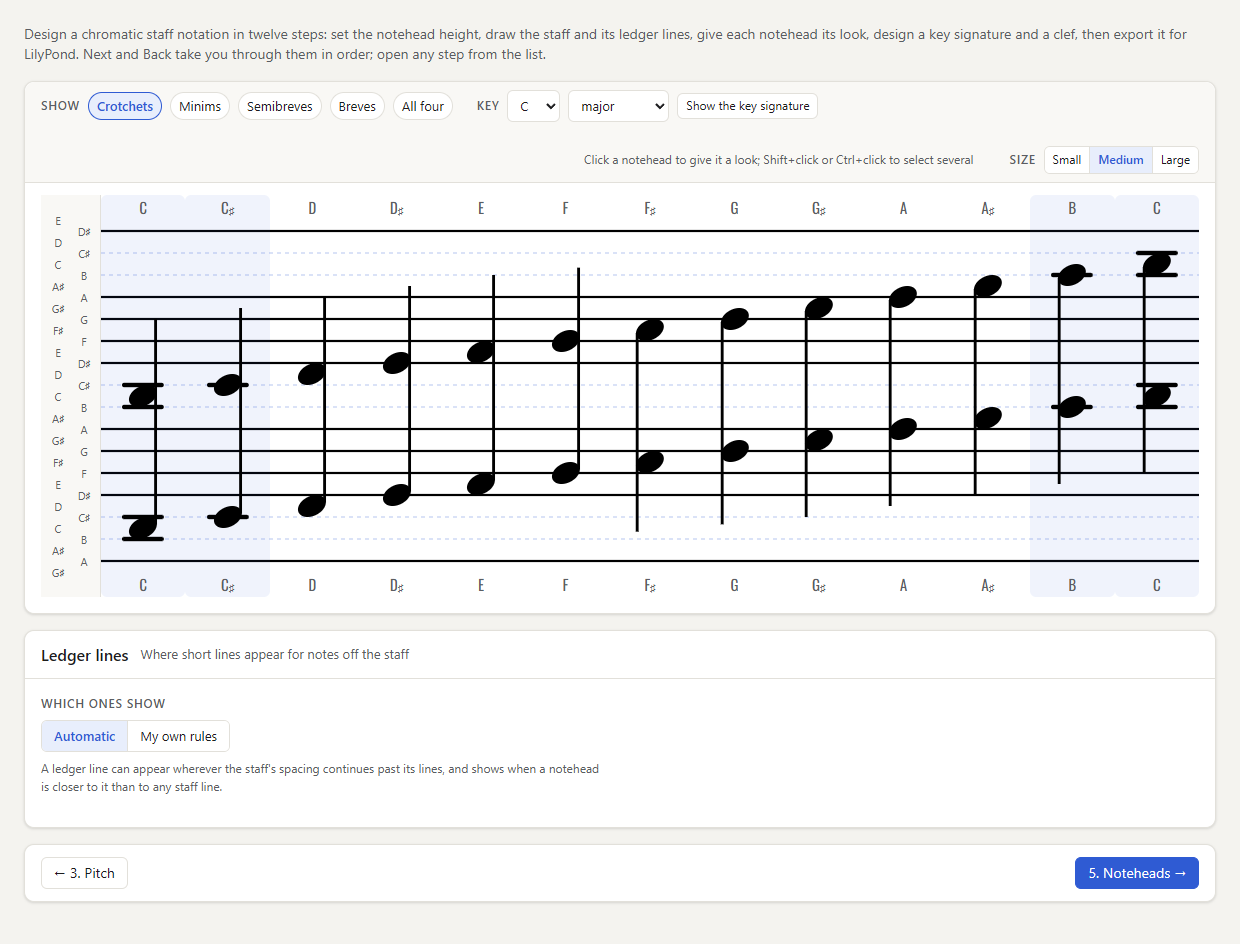 Design a chromatic staff notation in twelve steps: set the notehead height, draw the staff and its ledger lines, give each notehead its look, design a key signature and a clef, then export it for
LilyPond. Next and Back take you through them in order; open any step from the list.
SHOW Crotchets Minims Semibreves Breves All four KEY C major Show the key signature
Click a notehead to give it a look; Shift+click or Ctrl+click to select several SIZE Small Medium Large
C C♯ D D♯ E F F♯ G G♯ A A♯ B C
E
D♯
D
C♯
C
B
A♯
A
G♯
G
F♯
F
E
D♯
D
C♯
C
B
A♯
A
G♯
G
F♯
F
E
D♯
D
C♯
C
B
A♯
A
G♯
C C♯ D D♯ E F F♯ G G♯ A A♯ B C
Ledger lines Where short lines appear for notes off the staff
WHICH ONES SHOW
Automatic My own rules
A ledger line can appear wherever the staff's spacing continues past its lines, and shows when a notehead
is closer to it than to any staff line.
← 3. Pitch 5. Noteheads →